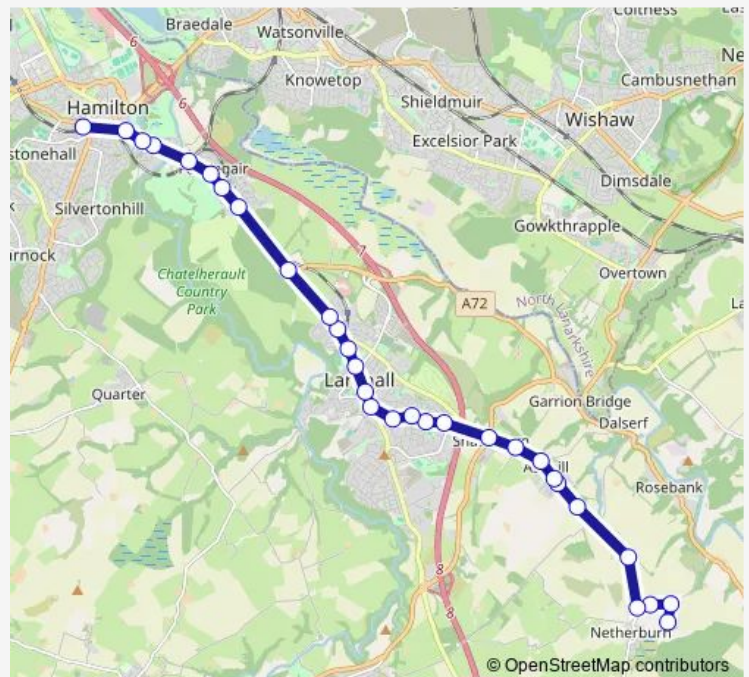 Coltness
Braedale
Watsonville
6
6
Knowetop
Cambusnethan
Hamilton
Shieldmuir
Wishaw
Excelsior Park
stonehall
Dimsdale
Silvertonhill
Gowkthrapple
7
Overtown
Chatelherault
Country
Park
A72
North Lanarkshire
Quarter
Garrion Bridge
Dalserf
Rosebank
8
8
Netherburn
© OpenStreetMap contributors